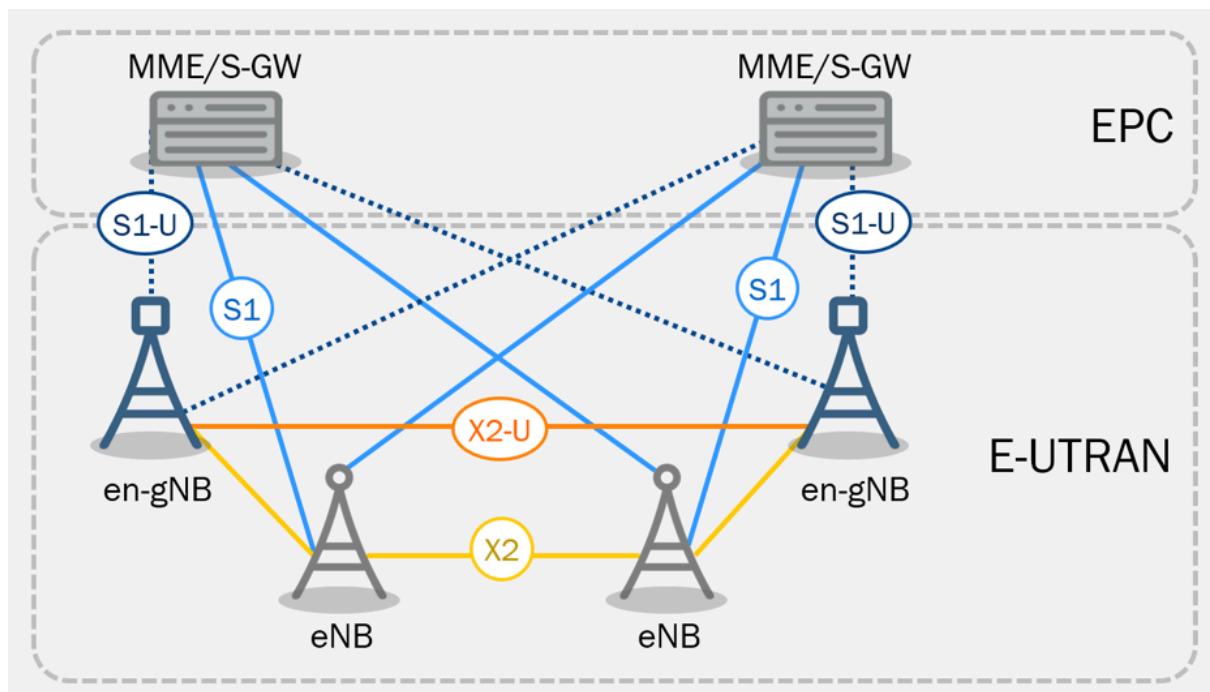 MME/S-GW
MME/S-GW
EPC
S1-U
S1-U
S1
S1
X2-U
E-UTRAN
en-gNB
en-gNB
X2
eNB
eNB